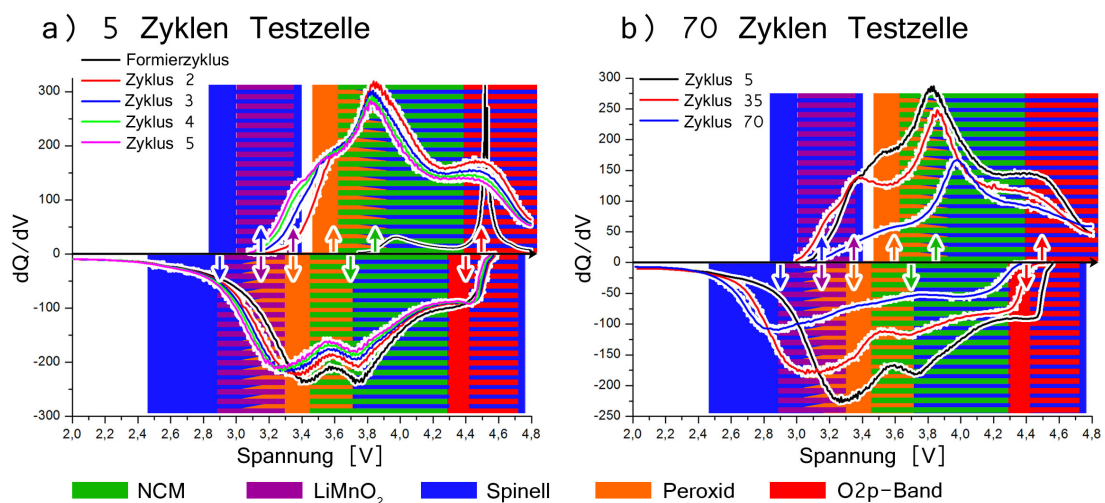 a) 5 Zyklen Testzelle
Formierzyklus
Zyklus 2
Zyklus 3
Zyklus 4
Zyklus 5
dQ/dV
300
200
100
0
-100
-200
-300
2,0 2,2 2,4 2,6 2,8 3,0 3,2 3,4 3,6 3,8 4,0 4,2 4,4 4,6 4,8
Spannung [V]
b) 70 Zyklen Testzelle
Zyklus 5
Zyklus 35
Zyklus 70
dQ/dV
300
250
200
150
100
50
0
-50
-100
-150
-200
-250
2,0 2,2 2,4 2,6 2,8 3,0 3,2 3,4 3,6 3,8 4,0 4,2 4,4 4,6 4,8
Spannung [V]
NCM LiMnO₂ Spinell Peroxid O2p-Band